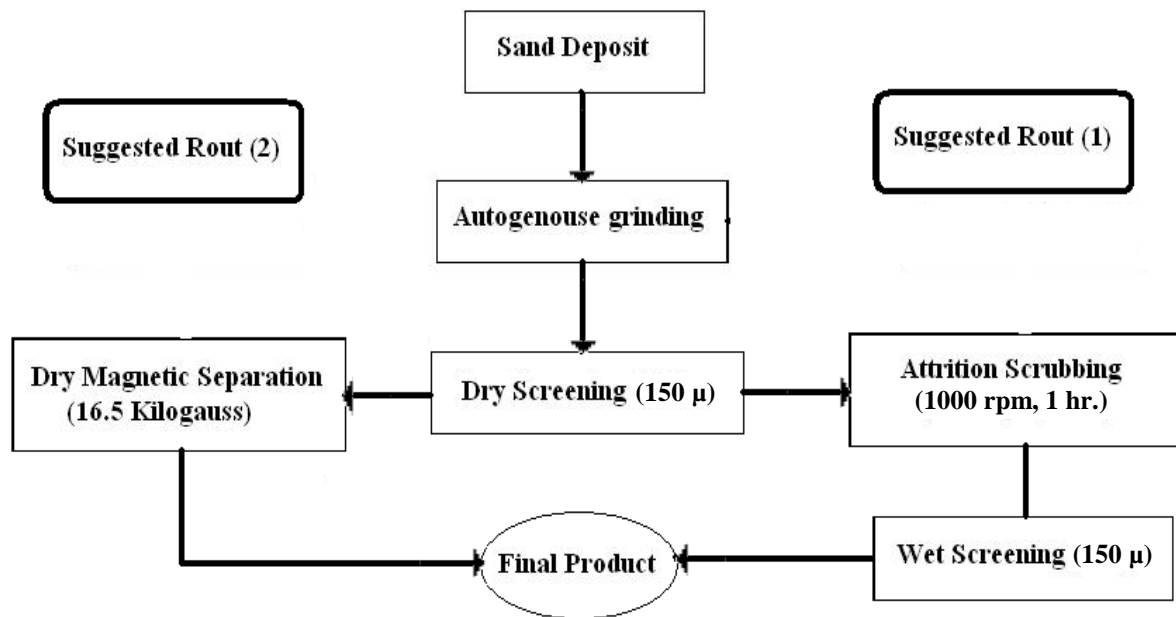 Sand Deposit
Suggested Rout (2)
Suggested Rout (1)
Autogenouse grinding
Dry Magnetic Separation
(16.5 Kilogauss)
Dry Screening (150 µ)
Attrition Scrubbing
(1000 rpm, 1 hr.)
Final Product
Wet Screening (150 µ)